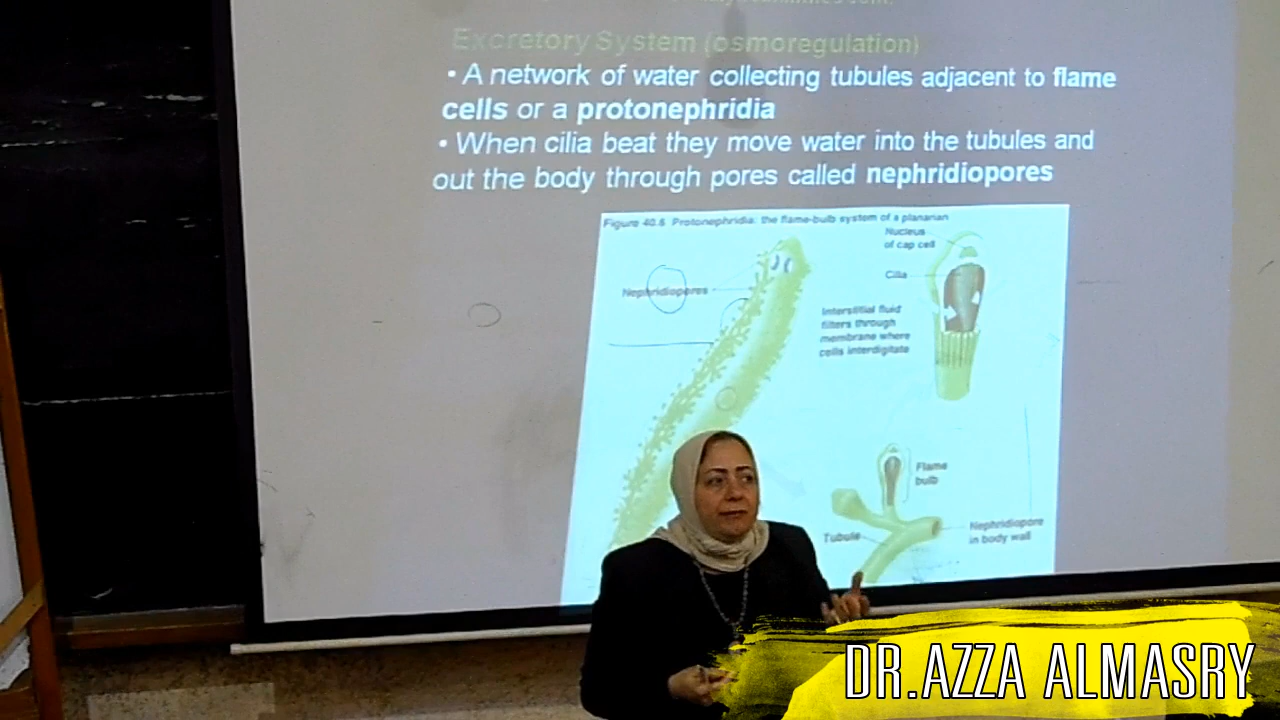 Excretory System (osmoregulation)
• A network of water collecting tubules adjacent to flame
cells or a protonephridia
• When cilia beat they move water into the tubules and
out the body through pores called nephridiopores
Figure 40.6 Protonephridia: the flame-bulb system of a planarian
Nucleus
of cap cell
Cilia
Nephridiopores
Interstitial fluid
filters through
membrane where
cells interdigitate
Flame
bulb
Nephridiopore
in body wall
Tubule
DR.AZZA ALMASRY